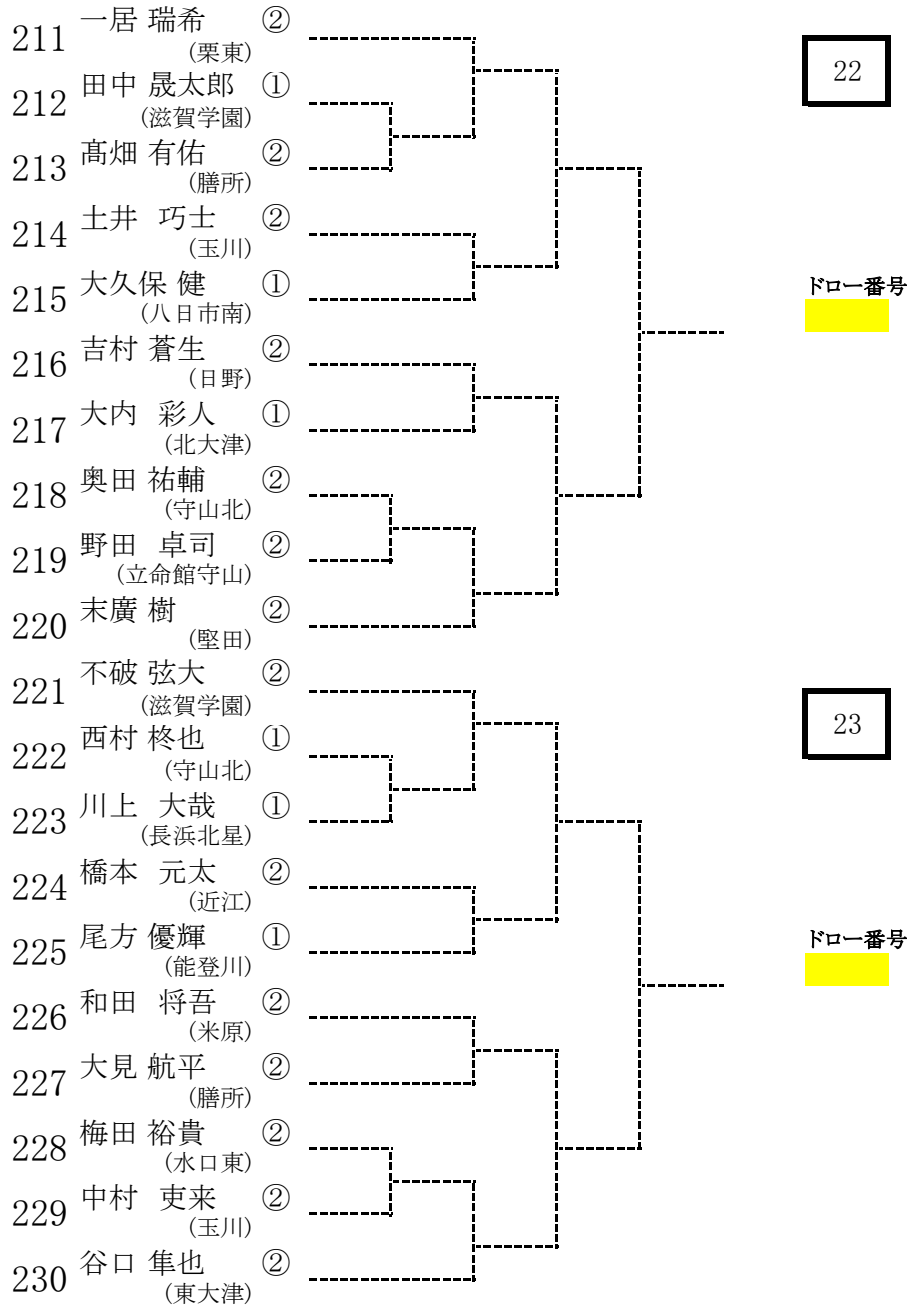 211 一居 瑞希 ②
(栗東)
22
212 田中 晟太郎 ①
(滋賀学園)
213 髙畑 有佑 ②
(膳所)
214 土井 巧士 ②
(玉川)
215 大久保 健 ①
(八日市南)
ドロー番号
216 吉村 蒼生 ②
(日野)
217 大内 彩人 ①
(北大津)
218 奥田 祐輔 ②
(守山北)
219 野田 卓司 ②
(立命館守山)
220 末廣 樹 ②
(堅田)
221 不破 弦大 ②
(滋賀学園)
23
222 西村 柊也 ①
(守山北)
223 川上 大哉 ①
(長浜北星)
224 橋本 元太 ②
(近江)
225 尾方 優輝 ①
(能登川)
ドロー番号
226 和田 将吾 ②
(米原)
227 大見 航平 ②
(膳所)
228 梅田 裕貴 ②
(水口東)
229 中村 吏来 ②
(玉川)
230 谷口 隼也 ②
(東大津)